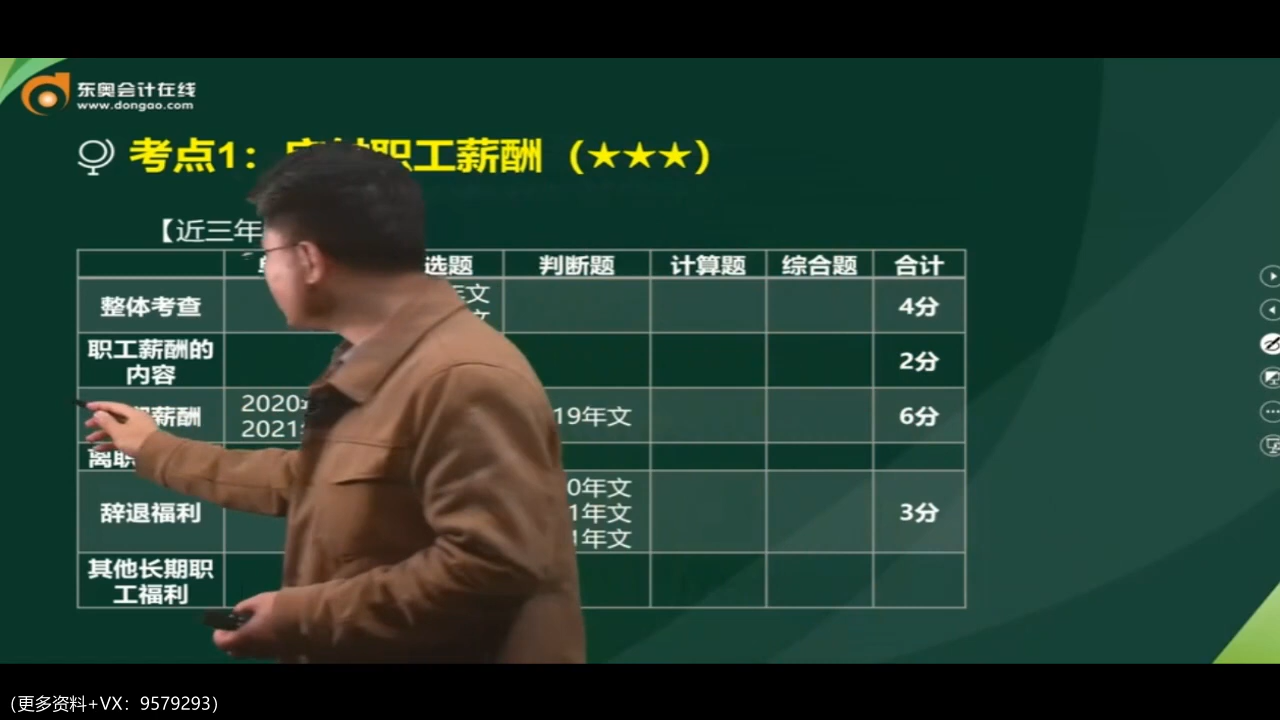 东奥会计在线
www.dongao.com
考点1：职工薪酬（★★★）
【近三年
选题 判断题 计算题 综合题 合计
整体考查 年文 4分
职工薪酬的
内容 2分
薪酬 2020 19年文 6分
2021
离职
辞退福利 0年文 3分
1年文
1年文
其他长期职
工福利
(更多资料+VX：9579293)